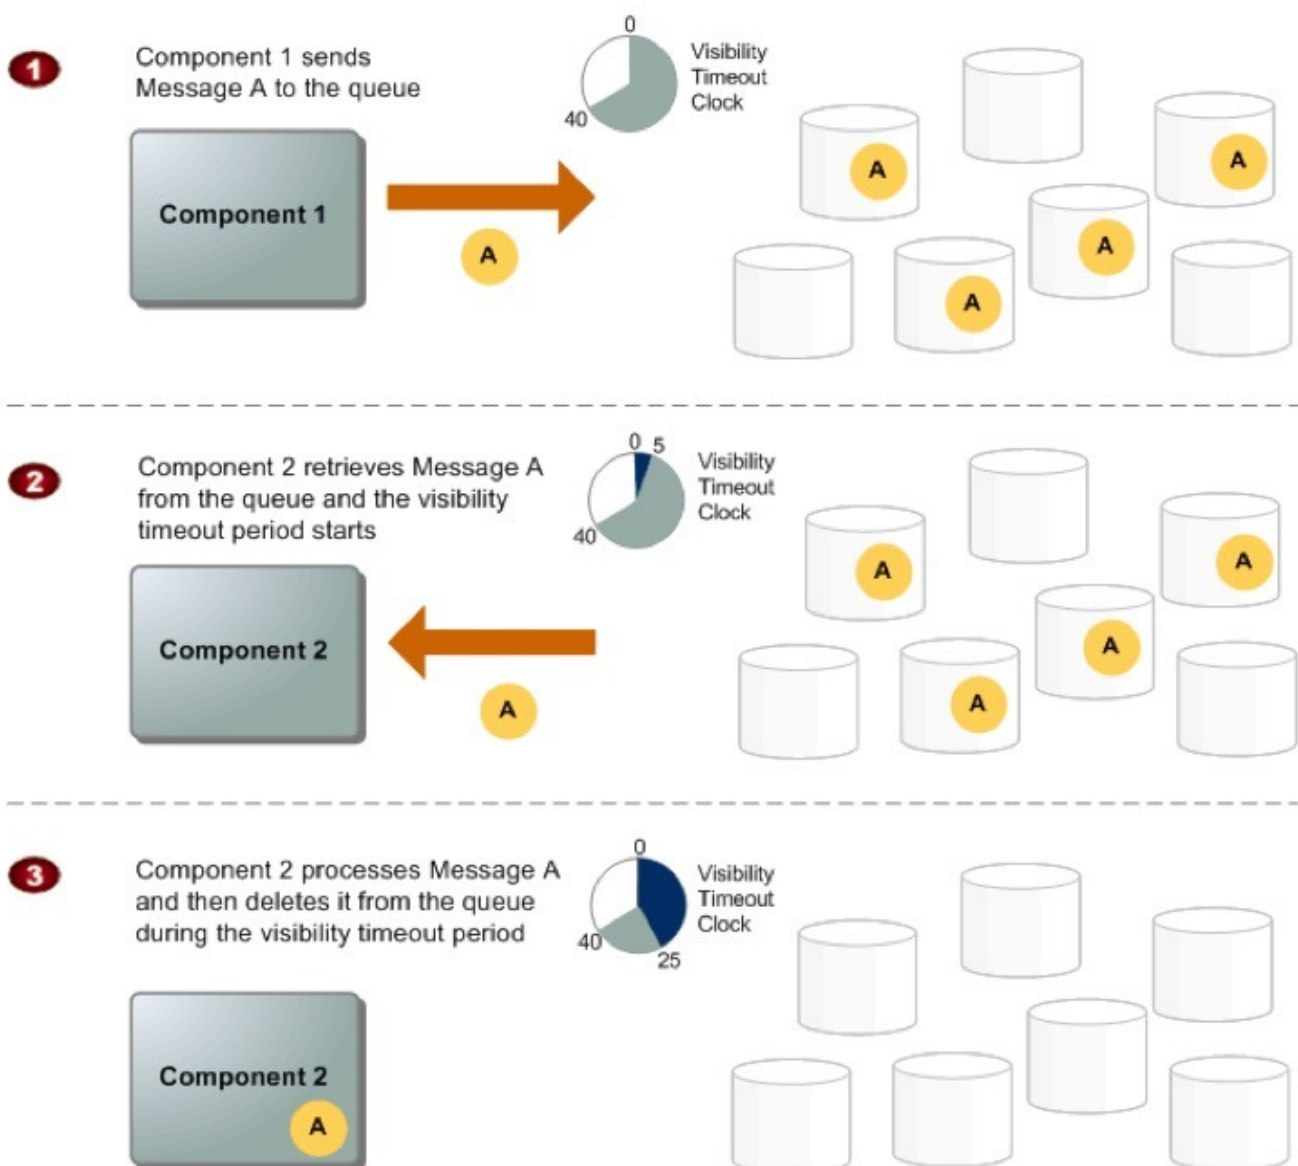 1
Component 1 sends
Message A to the queue
0
40
Visibility
Timeout
Clock
Component 1
A
A
A
A
A
2
Component 2 retrieves Message A
from the queue and the visibility
timeout period starts
0 5
40
Visibility
Timeout
Clock
Component 2
A
A
A
A
A
3
Component 2 processes Message A
and then deletes it from the queue
during the visibility timeout period
0
40
25
Visibility
Timeout
Clock
Component 2
A